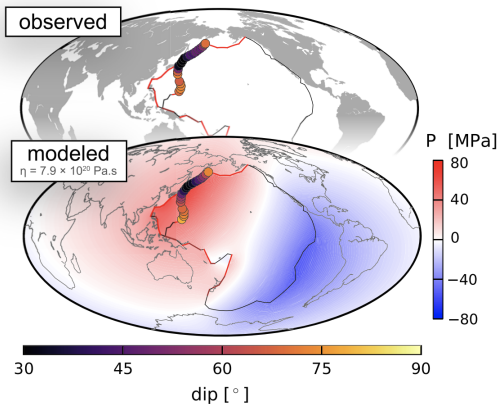 observed
modeled
η = 7.9 × 10²⁰ Pa.s
P [MPa]
80
40
0
−40
−80
30 45 60 75 90
dip [°]